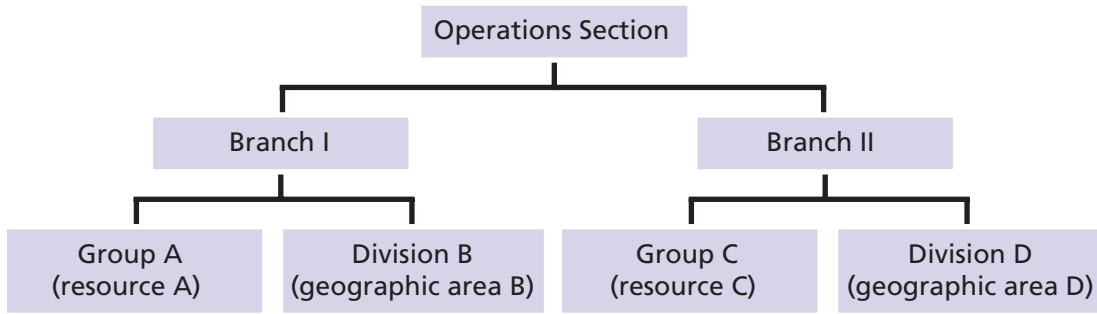 Operations Section
Branch I
Branch II
Group A
(resource A)
Division B
(geographic area B)
Group C
(resource C)
Division D
(geographic area D)